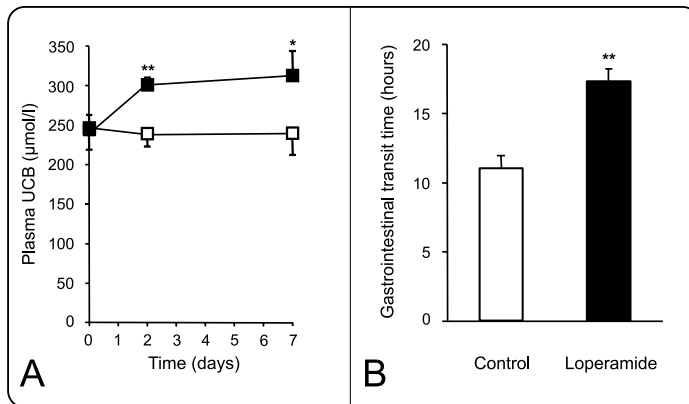 **
*
350
300
250
200
150
100
50
0
Plasma UCB (µmol/l)
0 1 2 3 4 5 6 7
Time (days)
A
**
20
15
10
5
0
Gastrointestinal transit time (hours)
Control Loperamide
B